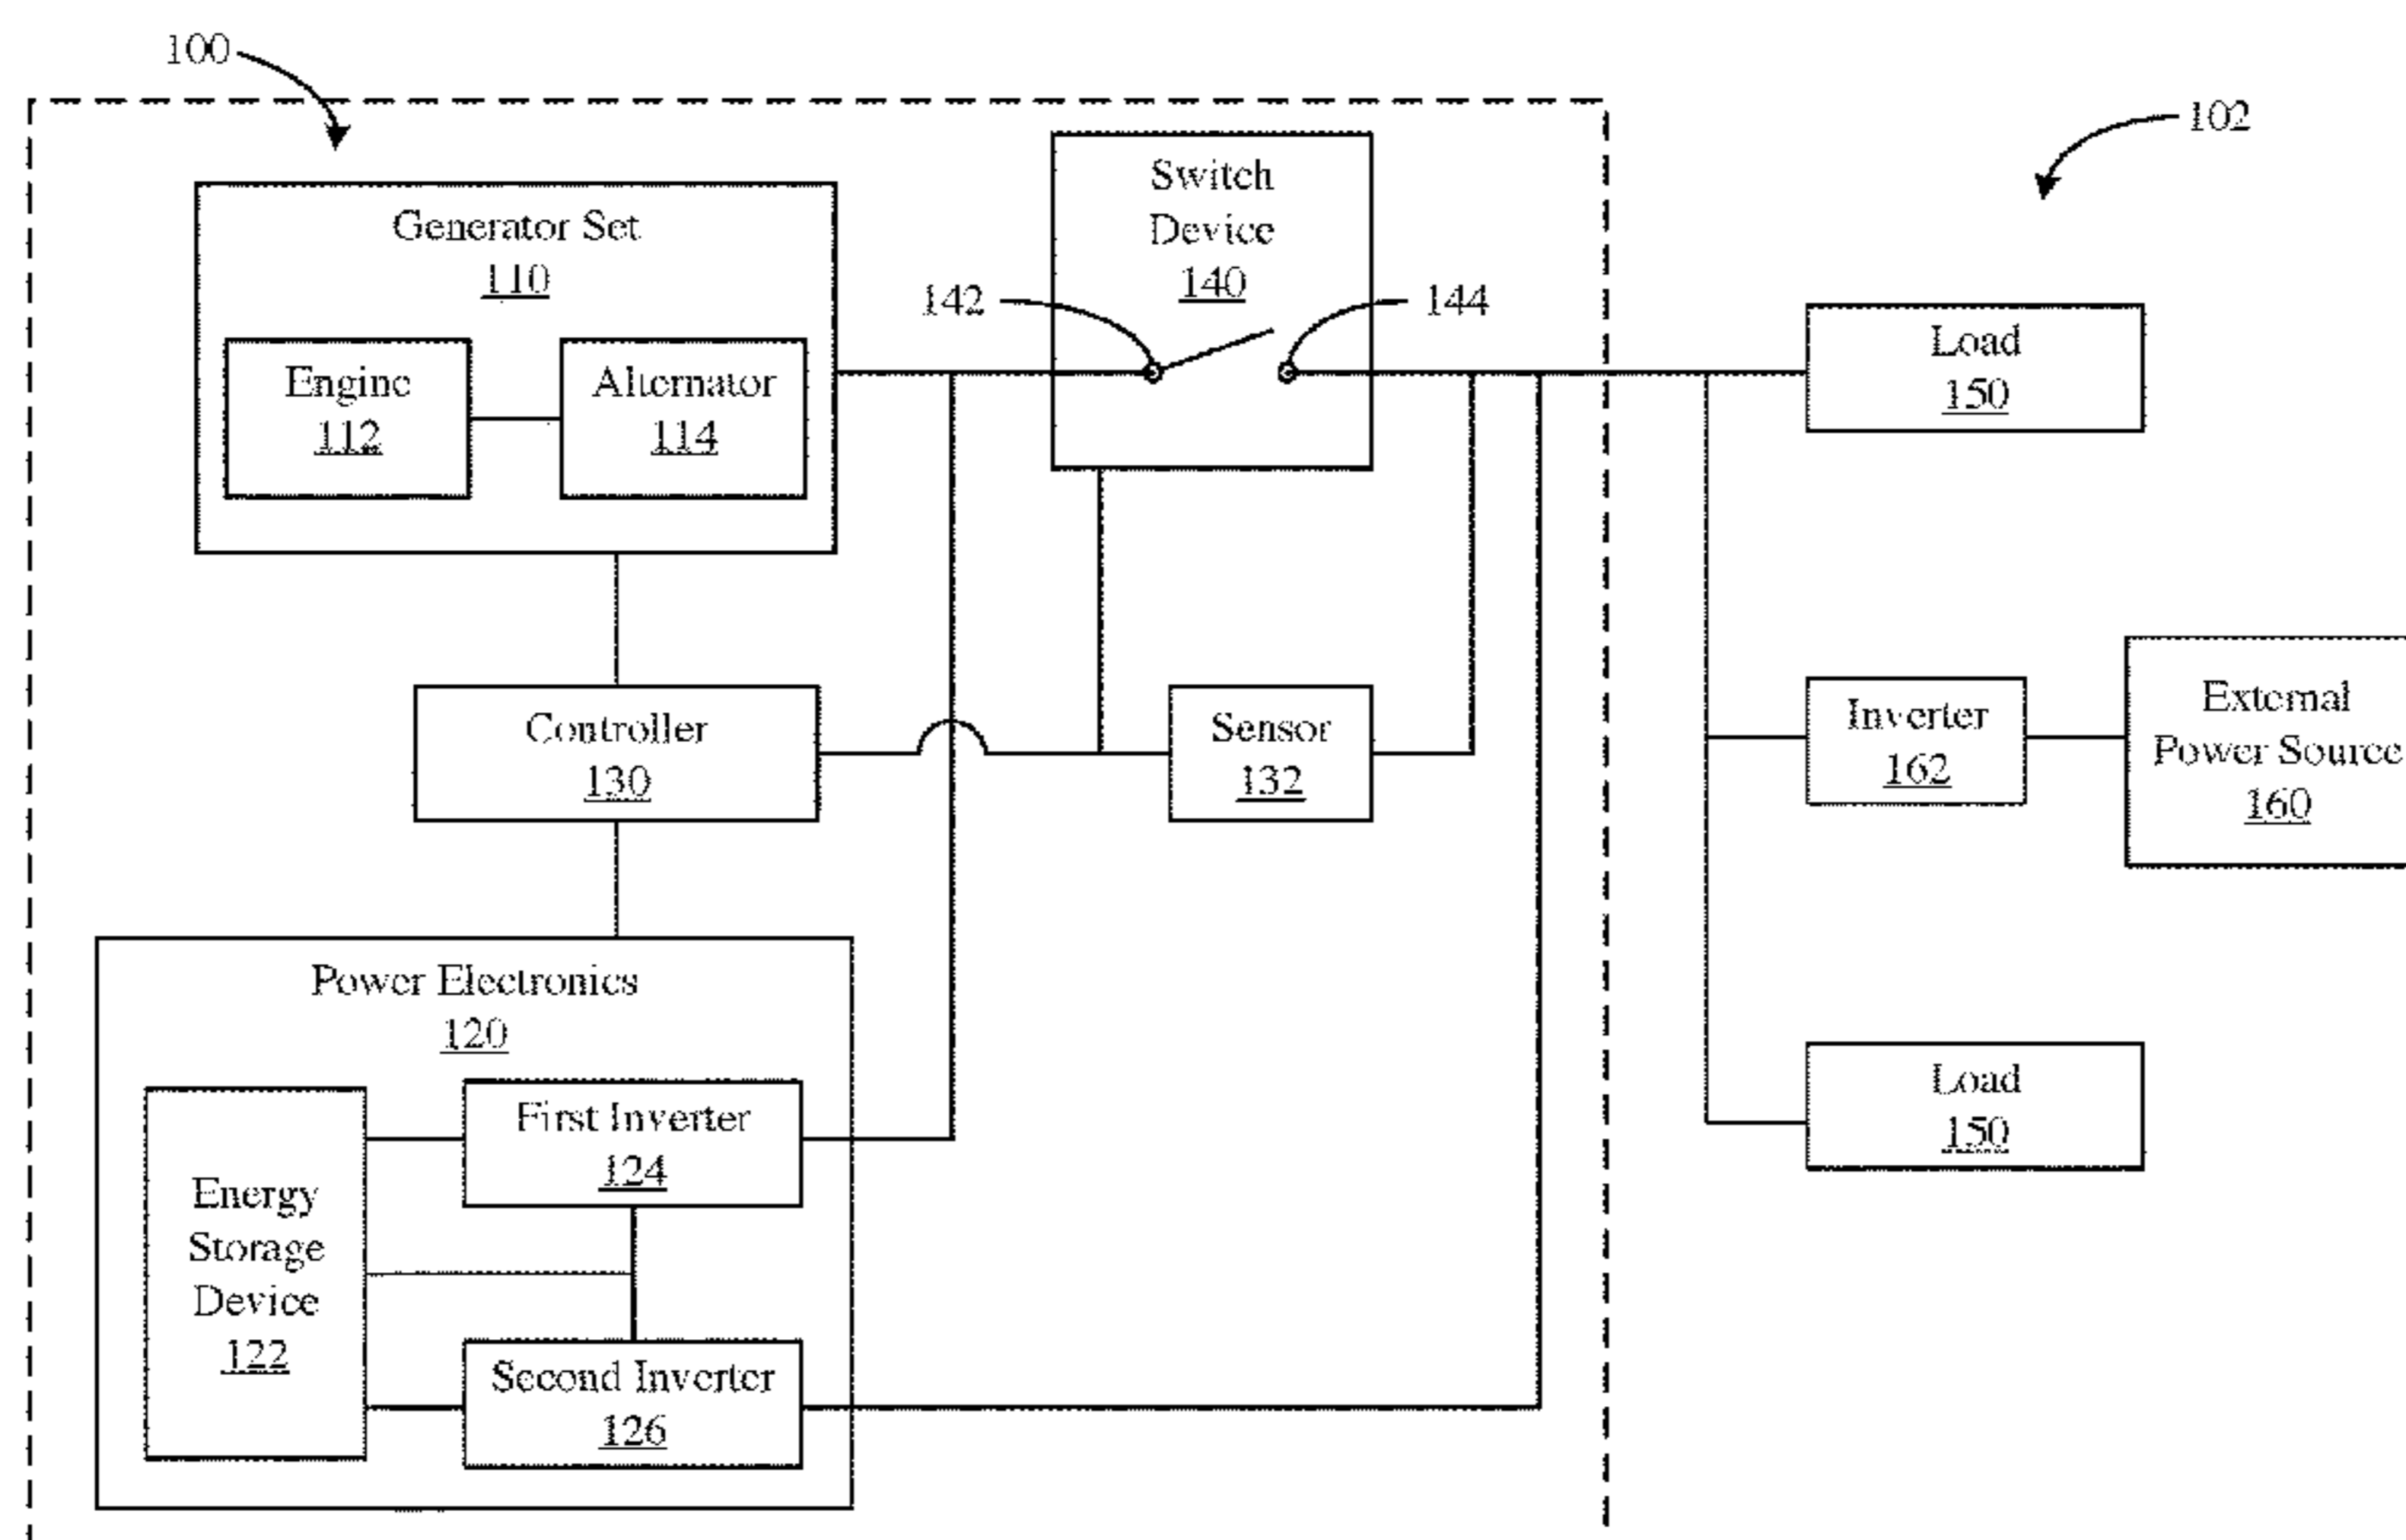 100
102
Generator Set
110
Engine
112
Alternator
114
Switch
Device
140
142
144
Load
150
Controller
130
Sensor
132
Inverter
162
External
Power Source
160
Power Electronics
120
Energy
Storage
Device
122
First Inverter
124
Second Inverter
126
Load
150